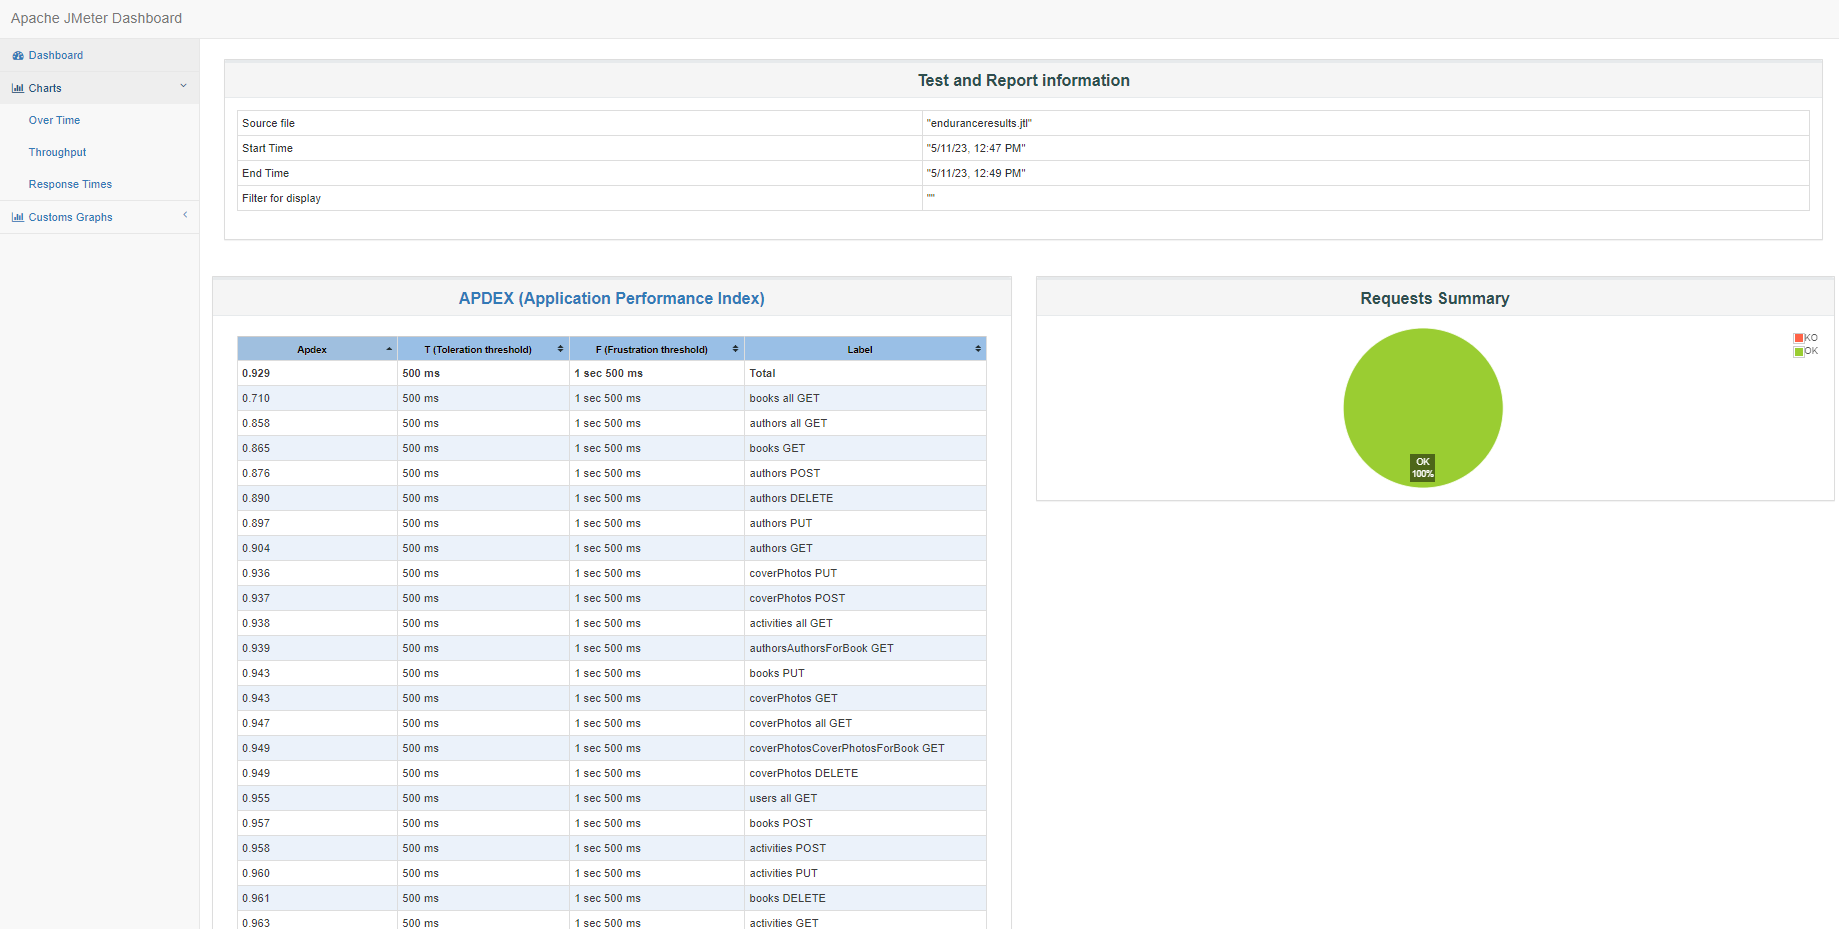 Apache JMeter Dashboard
Dashboard
Charts
Over Time
Throughput
Response Times
Customs Graphs
Test and Report information
Source file "enduranceresults.jtl"
Start Time "5/11/23, 12:47 PM"
End Time "5/11/23, 12:49 PM"
Filter for display ""
APDEX (Application Performance Index)
Apdex T (Toleration threshold) F (Frustration threshold) Label
0.929 500 ms 1 sec 500 ms Total
0.710 500 ms 1 sec 500 ms books all GET
0.858 500 ms 1 sec 500 ms authors all GET
0.865 500 ms 1 sec 500 ms books GET
0.876 500 ms 1 sec 500 ms authors POST
0.890 500 ms 1 sec 500 ms authors DELETE
0.897 500 ms 1 sec 500 ms authors PUT
0.904 500 ms 1 sec 500 ms authors GET
0.936 500 ms 1 sec 500 ms coverPhotos PUT
0.937 500 ms 1 sec 500 ms coverPhotos POST
0.938 500 ms 1 sec 500 ms activities all GET
0.939 500 ms 1 sec 500 ms authorsAuthorsForBook GET
0.943 500 ms 1 sec 500 ms books PUT
0.943 500 ms 1 sec 500 ms coverPhotos GET
0.947 500 ms 1 sec 500 ms coverPhotos all GET
0.949 500 ms 1 sec 500 ms coverPhotosCoverPhotosForBook GET
0.949 500 ms 1 sec 500 ms coverPhotos DELETE
0.955 500 ms 1 sec 500 ms users all GET
0.957 500 ms 1 sec 500 ms books POST
0.958 500 ms 1 sec 500 ms activities POST
0.960 500 ms 1 sec 500 ms activities PUT
0.961 500 ms 1 sec 500 ms books DELETE
0.963 500 ms 1 sec 500 ms activities GET
Requests Summary
KO
OK
OK
100%